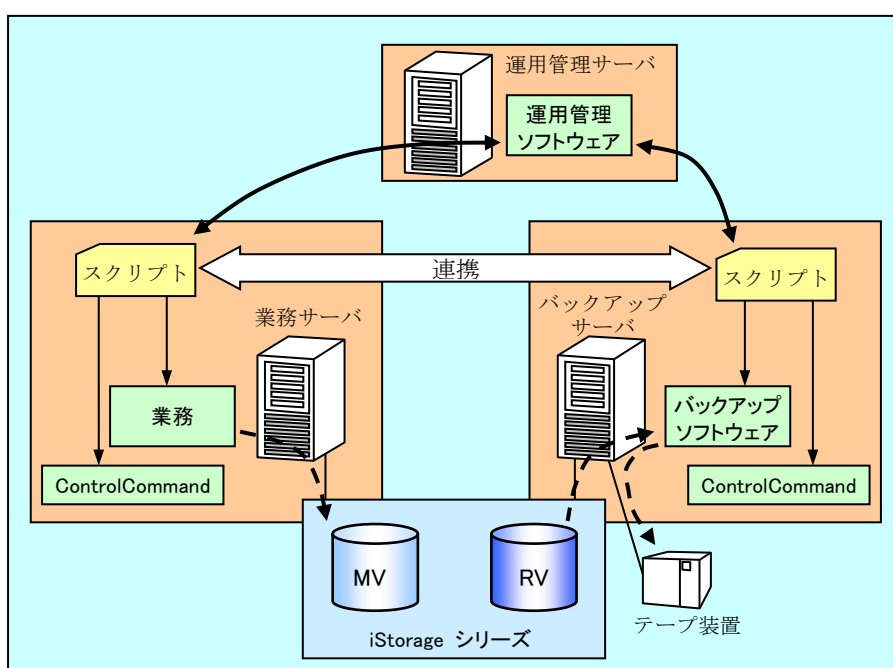 運用管理サーバ
運用管理
ソフトウェア
スクリプト
連携
スクリプト
業務サーバ
バックアップ
サーバ
業務
バックアップ
ソフトウェア
ControlCommand
ControlCommand
MV
RV
テープ装置
iStorage シリーズ